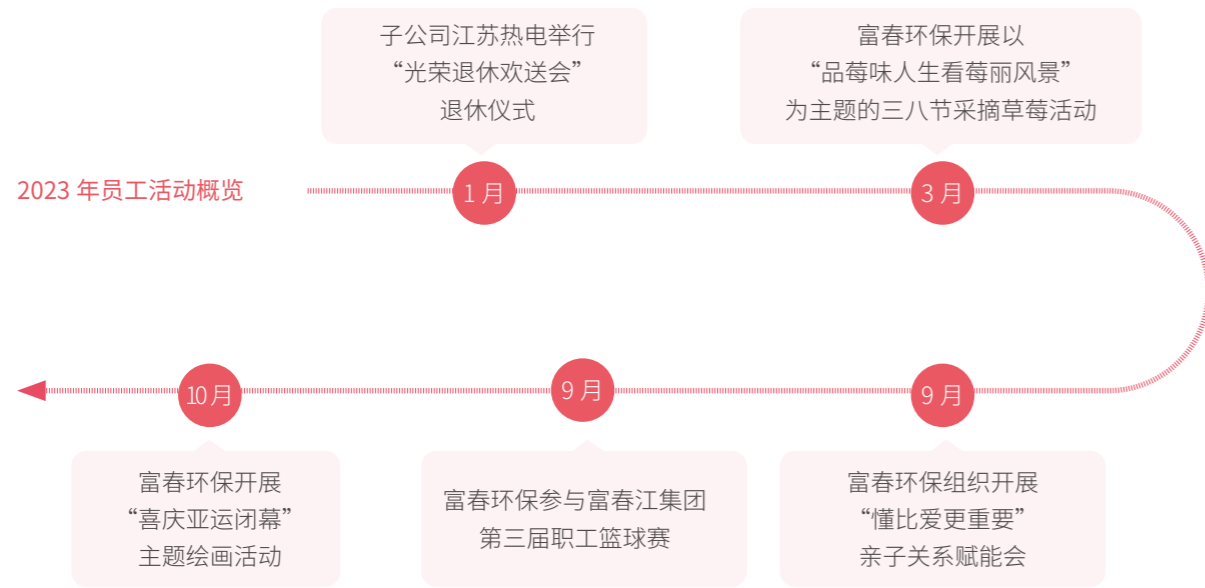 子公司江苏热电举行
“光荣退休欢送会”
退休仪式
富春环保开展以
“品莓味人生看莓丽风景”
为主题的三八节采摘草莓活动
2023 年员工活动概览
1 月
3 月
9 月
富春环保组织开展
“懂比爱更重要”
亲子关系赋能会
9 月
富春环保参与富春江集团
第三届职工篮球赛
10 月
富春环保开展
“喜庆亚运闭幕”
主题绘画活动